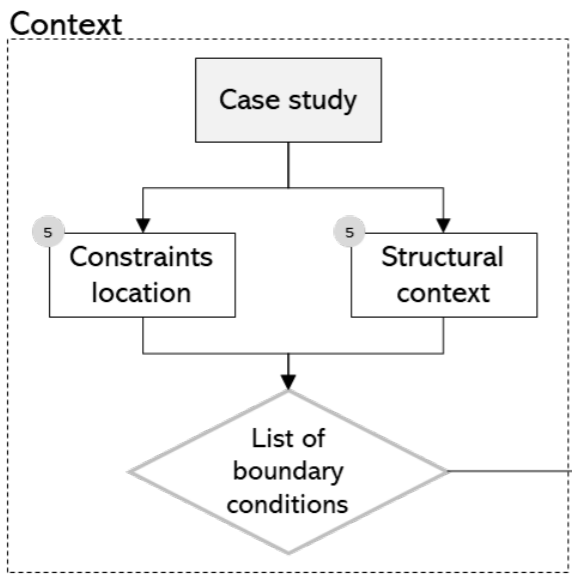 Context
Case study
5
Constraints
location
5
Structural
context
List of
boundary
conditions